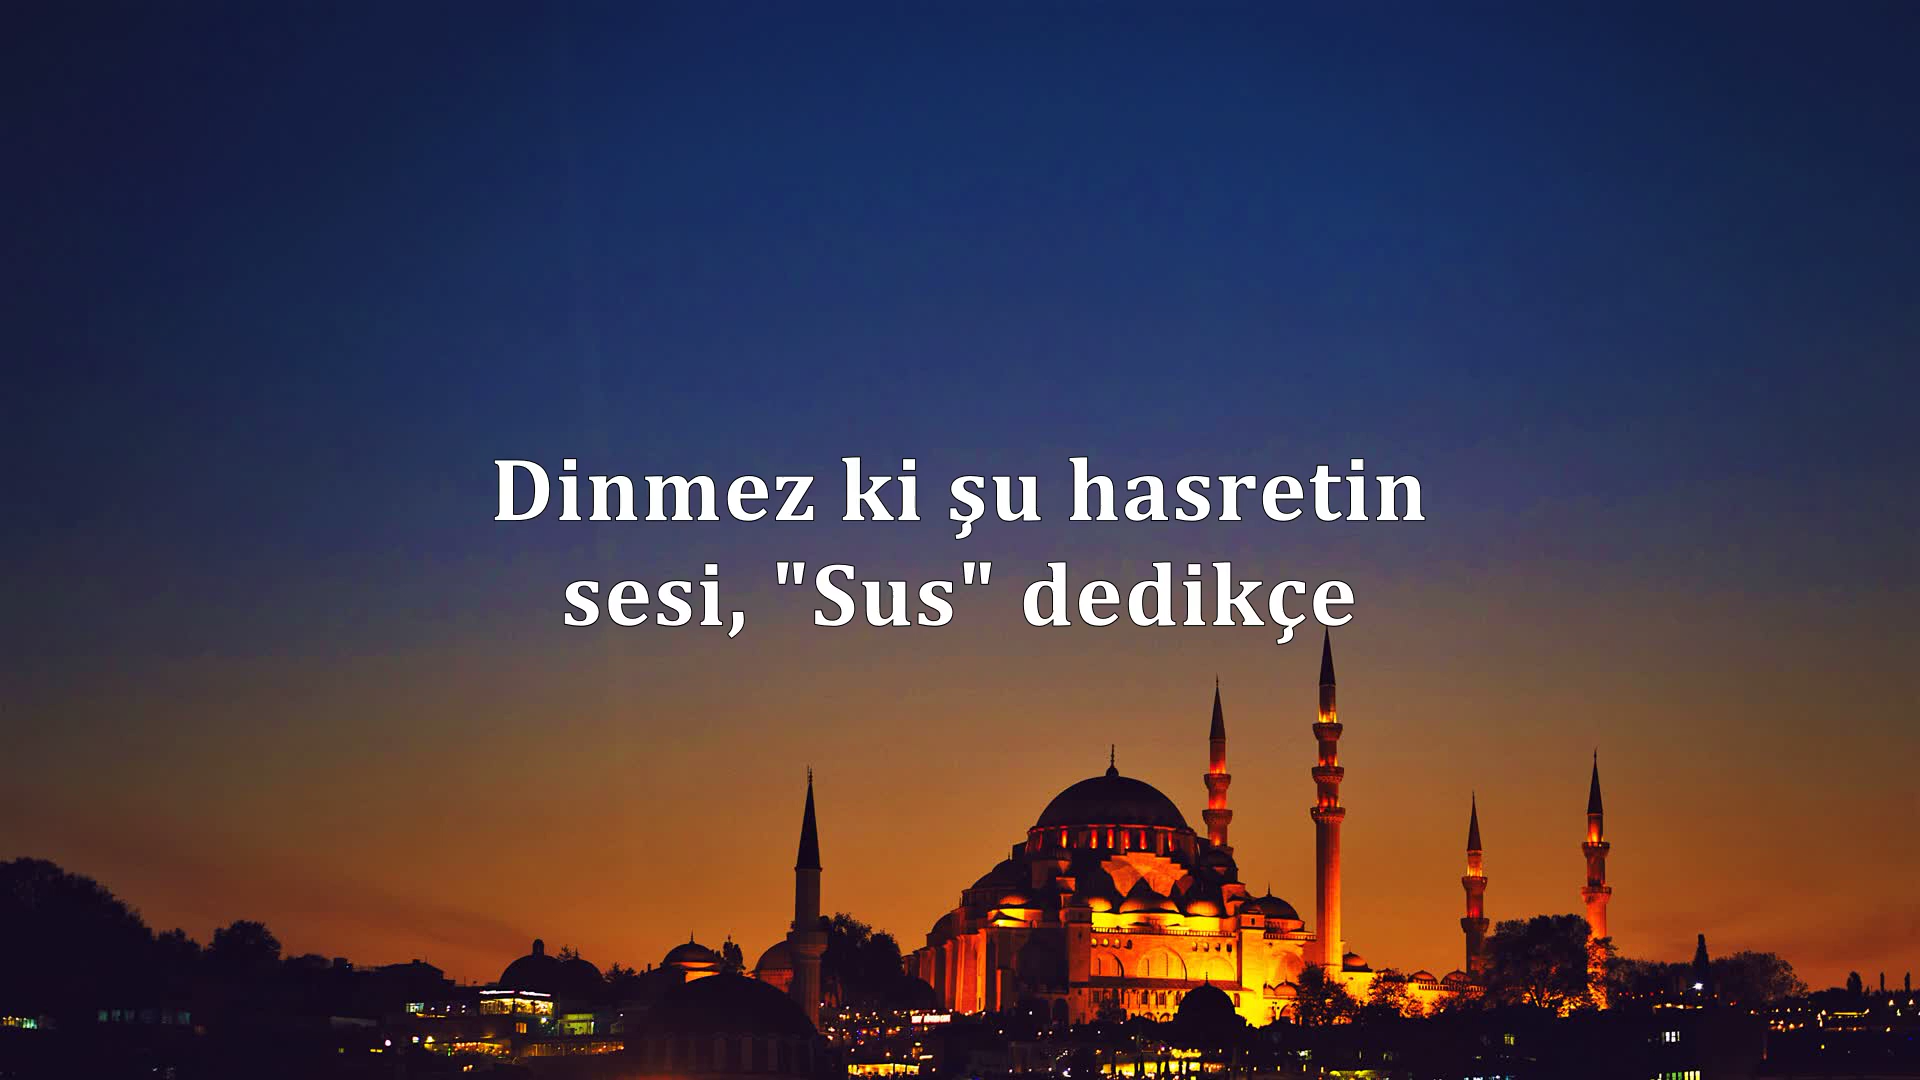 Dinmez ki şu hasretin
sesi, "Sus" dedikçe